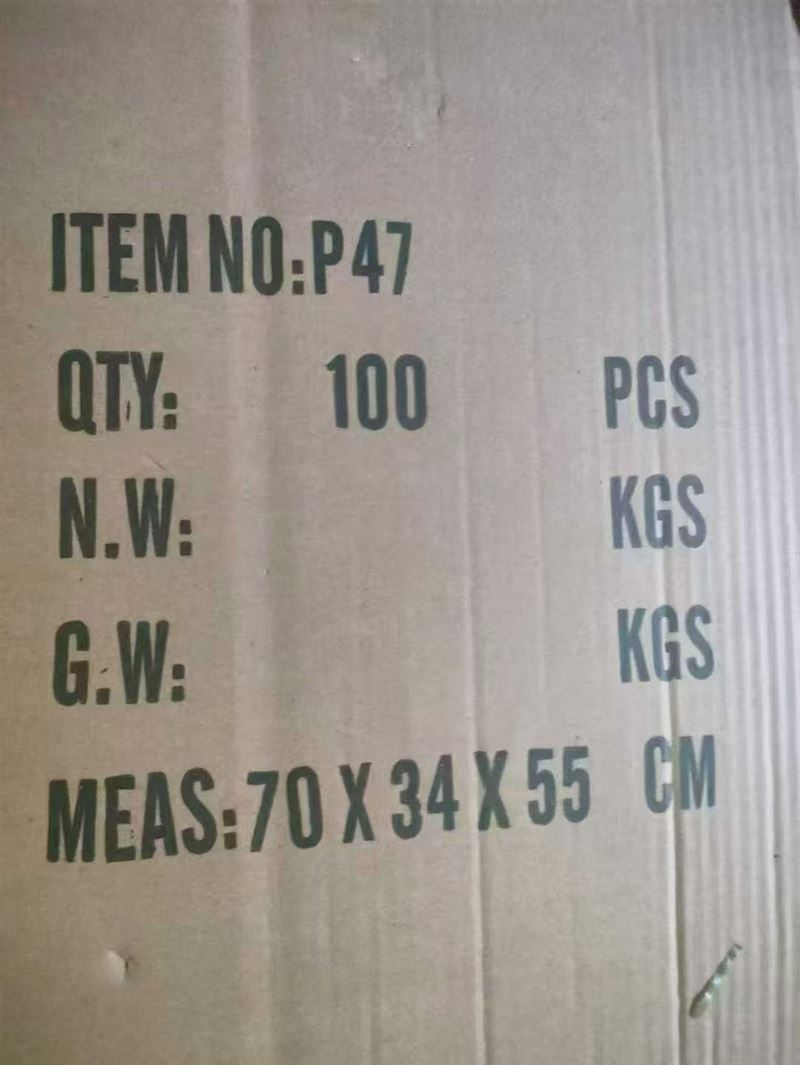 ITEM NO:P47
QTY: 100 PCS
N.W: KGS
G.W: KGS
MEAS:70 X 34 X 55 CM